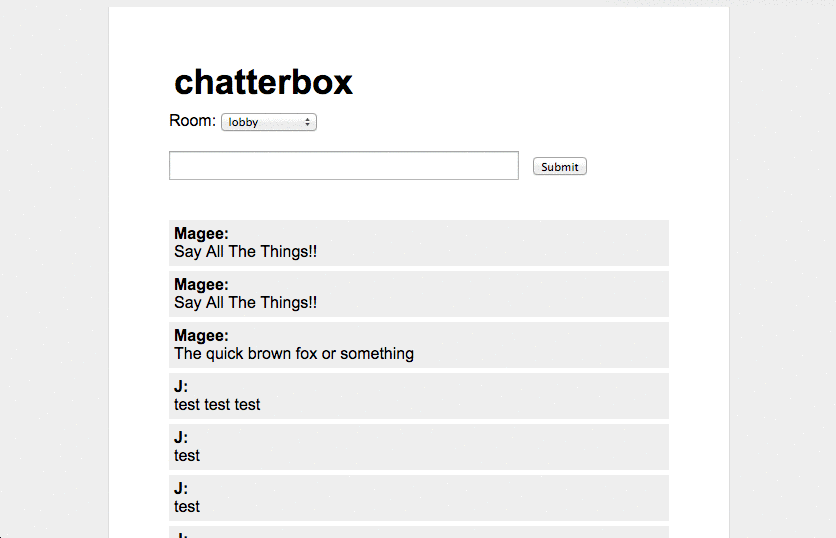 chatterbox
Room: lobby
Submit
Magee:
Say All The Things!!
Magee:
Say All The Things!!
Magee:
The quick brown fox or something
J:
test test test
J:
test
J:
test